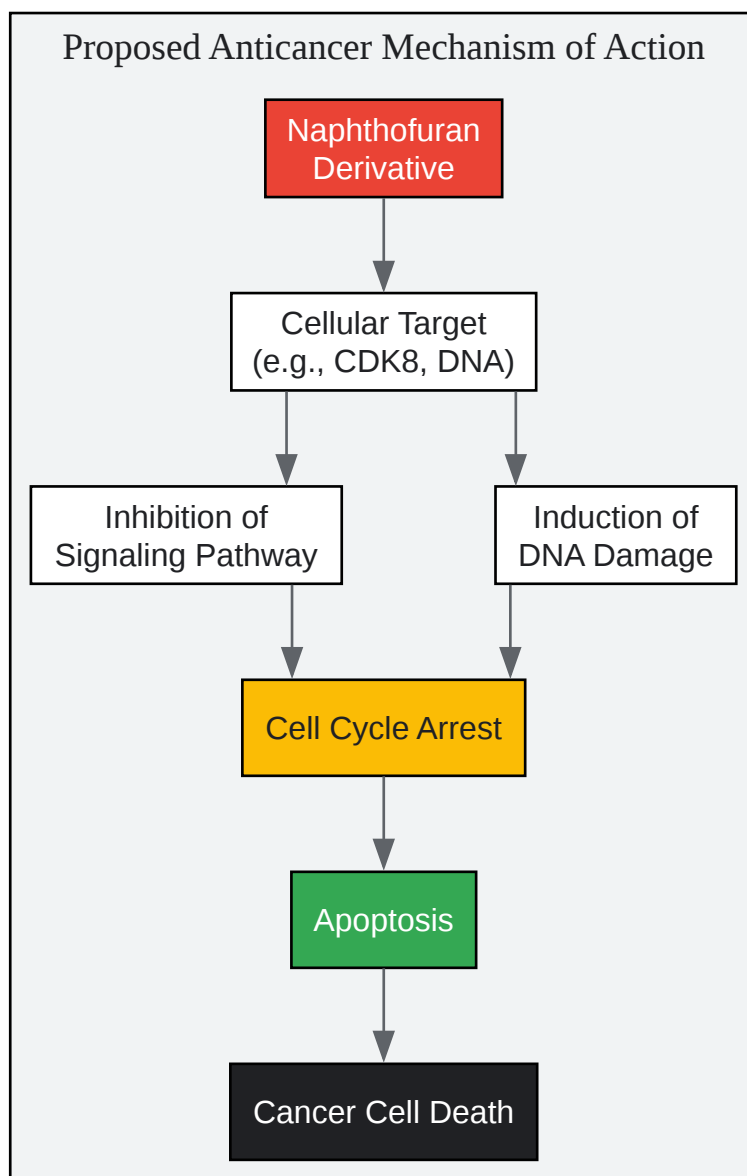 Proposed Anticancer Mechanism of Action
Naphthofuran
Derivative
Cellular Target
(e.g., CDK8, DNA)
Inhibition of
Signaling Pathway
Induction of
DNA Damage
Cell Cycle Arrest
Apoptosis
Cancer Cell Death